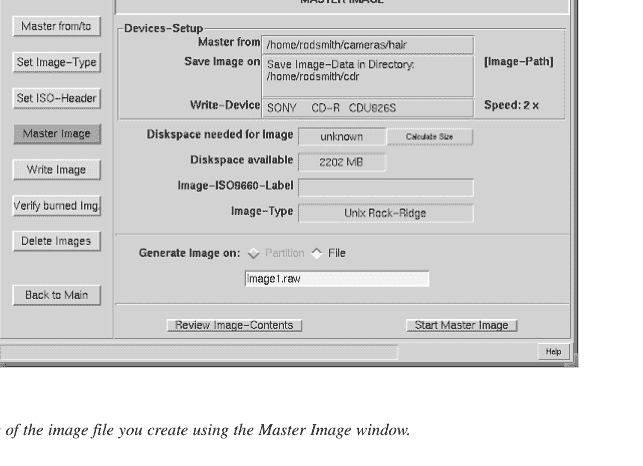 MASTER IMAGE
Master from/to
Set Image-Type
Set ISO-Header
Master Image
Write Image
Verify burned Img.
Delete Images
Back to Main
Devices-Setup
Master from /home/rodsmith/cameras/hair
Save Image on Save Image-Data in Directory: [Image-Path]
/home/rodsmith/cdr
Write-Device SONY CD-R CDU926S Speed: 2 x
Diskspace needed for Image unknown Calculate Size
Diskspace available 2202 MB
Image-ISO9660-Label
Image-Type Unix Rock-Ridge
Generate Image on: Partition File
image1.raw
Review Image-Contents Start Master Image
Help
of the image file you create using the Master Image window.